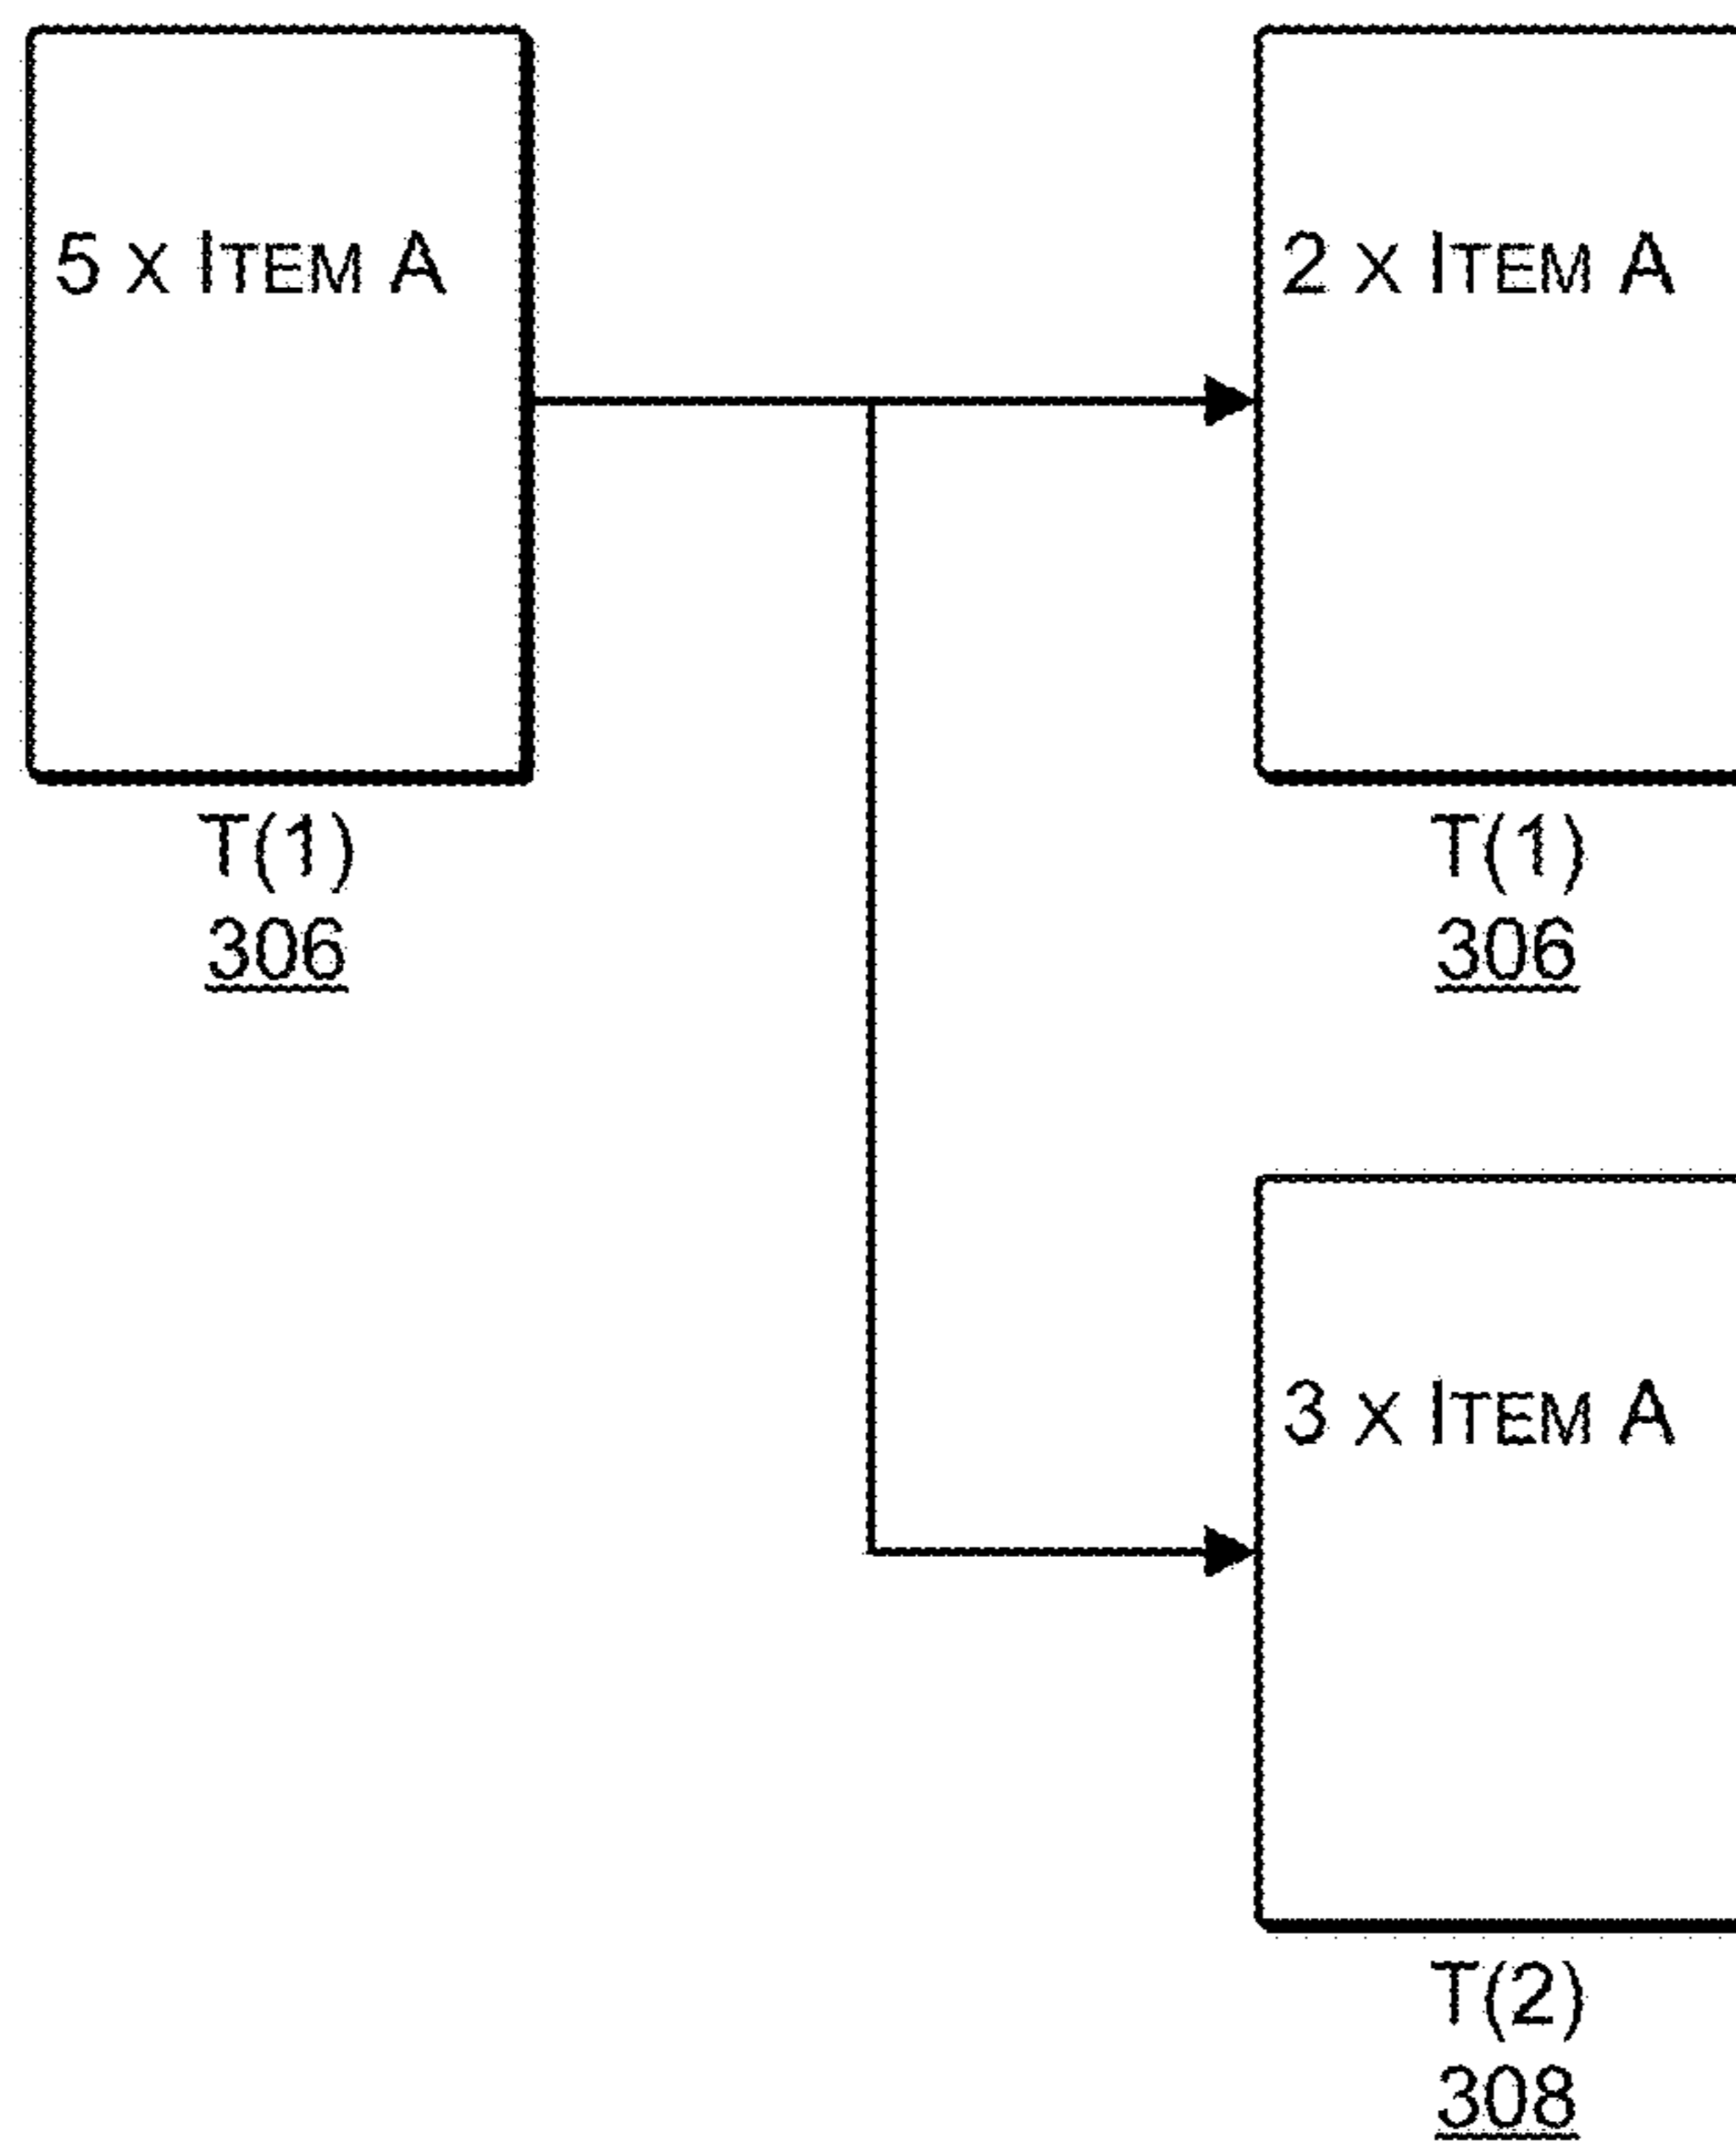 5 X ITEM A
T(1)
306
2 X ITEM A
T(1)
306
3 X ITEM A
T(2)
308